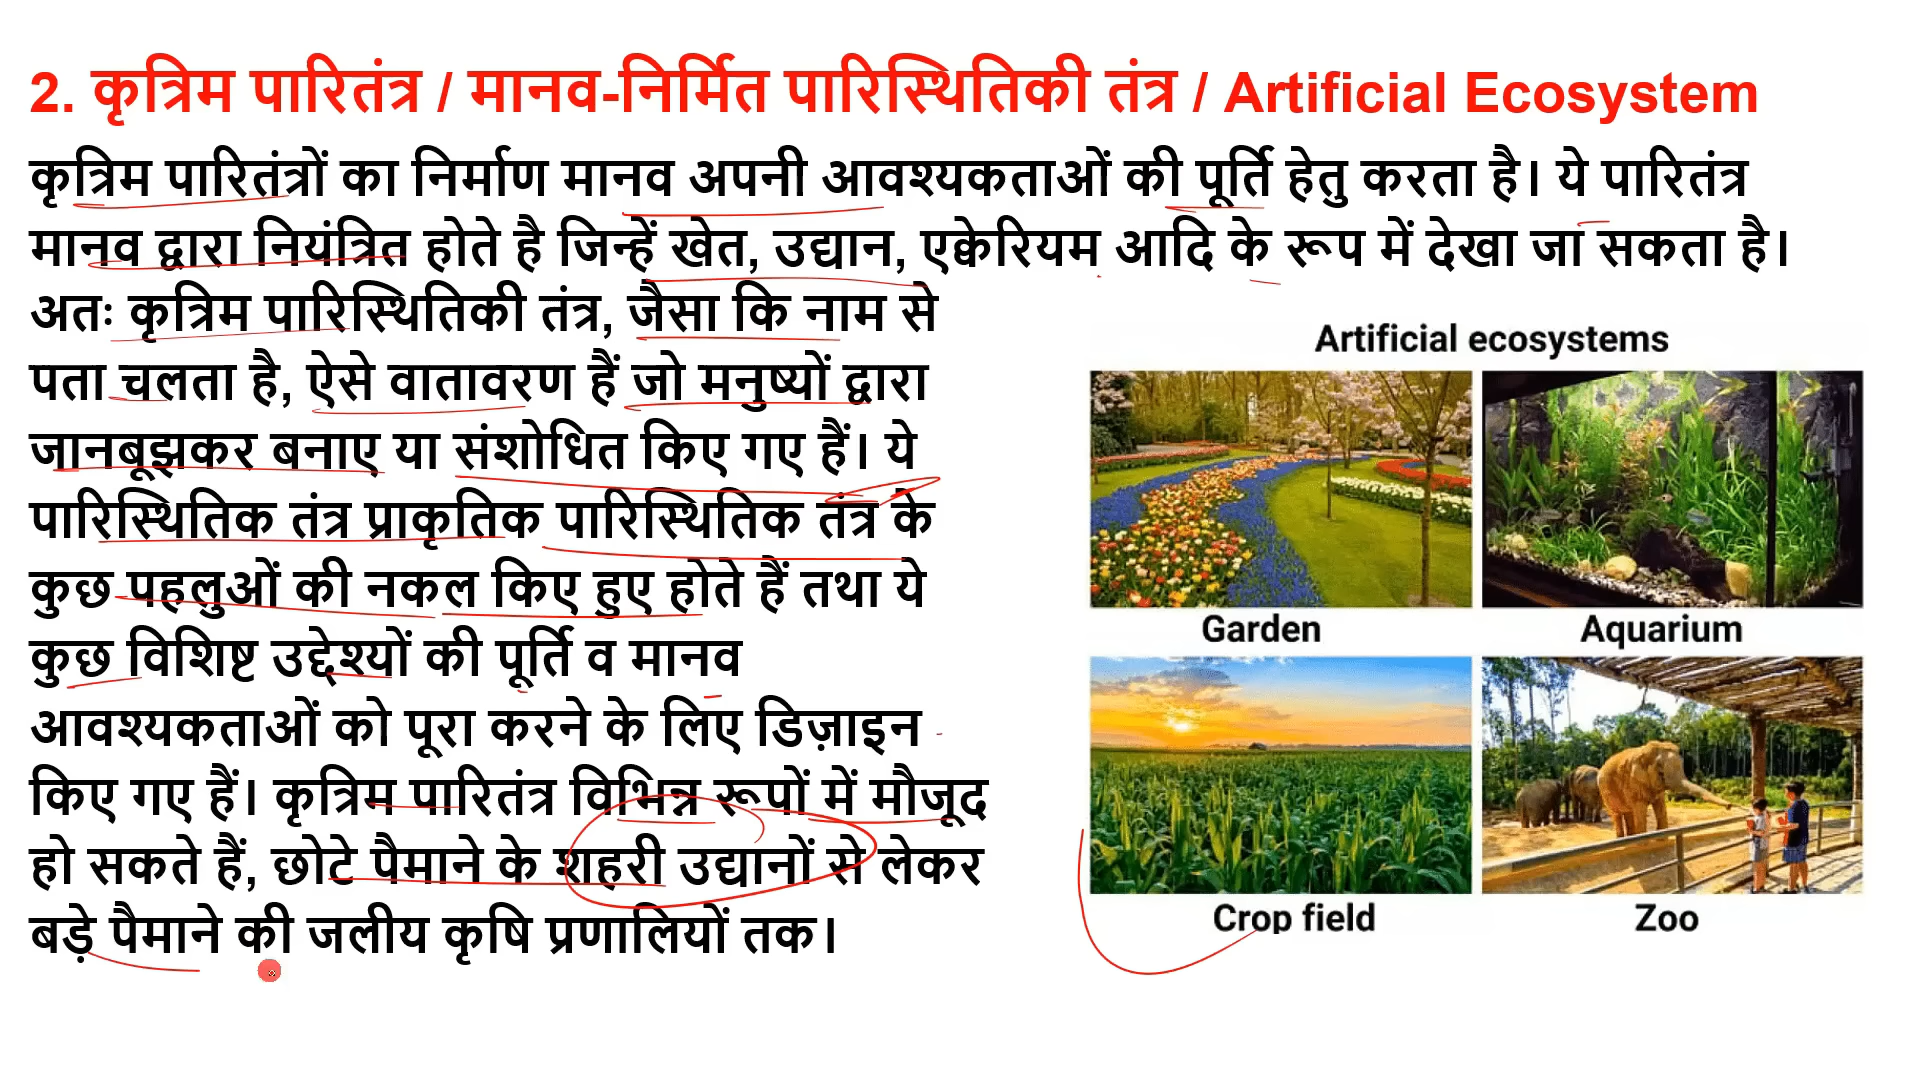 2. कृत्रिम पारितंत्र / मानव-निर्मित पारिस्थितिकी तंत्र / Artificial Ecosystem
कृत्रिम पारितंत्रों का निर्माण मानव अपनी आवश्यकताओं की पूर्ति हेतु करता है। ये पारितंत्र
मानव द्वारा नियंत्रित होते है जिन्हें खेत, उद्यान, एक्वेरियम आदि के रूप में देखा जा सकता है।
अतः कृत्रिम पारिस्थितिकी तंत्र, जैसा कि नाम से
पता चलता है, ऐसे वातावरण हैं जो मनुष्यों द्वारा
जानबूझकर बनाए या संशोधित किए गए हैं। ये
पारिस्थितिक तंत्र प्राकृतिक पारिस्थितिक तंत्र के
कुछ पहलुओं की नकल किए हुए होते हैं तथा ये
कुछ विशिष्ट उद्देश्यों की पूर्ति व मानव
आवश्यकताओं को पूरा करने के लिए डिज़ाइन
किए गए हैं। कृत्रिम पारितंत्र विभिन्न रूपों में मौजूद
हो सकते हैं, छोटे पैमाने के शहरी उद्यानों से लेकर
बड़े पैमाने की जलीय कृषि प्रणालियों तक।
Artificial ecosystems
Garden Aquarium
Crop field Zoo